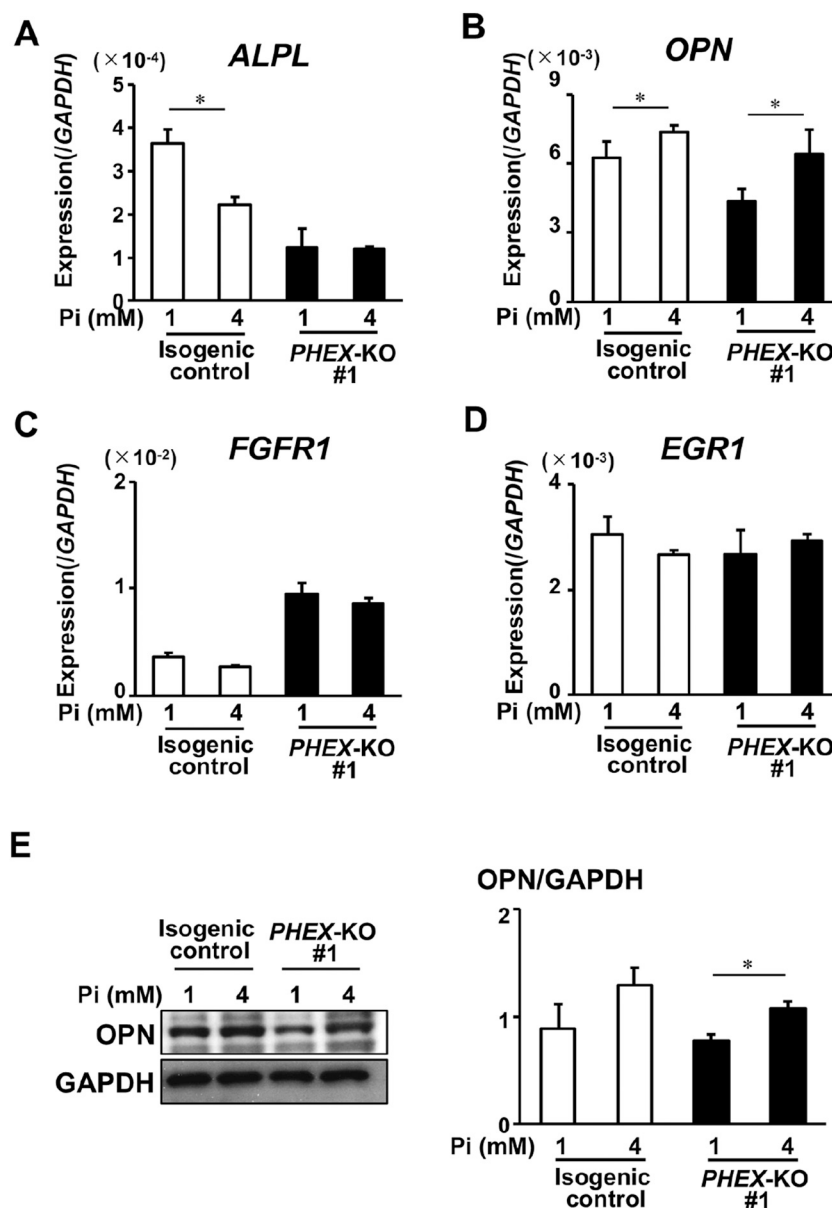 A
(×10-4)
ALPL
Expression(/GAPDH)
5
4
3
2
1
0
*
Pi (mM) 1 4 1 4
Isogenic control
PHEX-KO #1
B
OPN
(×10-3)
Expression(/GAPDH)
9
6
3
0
* *
Pi (mM) 1 4 1 4
Isogenic control
PHEX-KO #1
C
(×10-2)
FGFR1
Expression(/GAPDH)
2
1
0
Pi (mM) 1 4 1 4
Isogenic control
PHEX-KO #1
D
EGR1
(×10-3)
Expression(/GAPDH)
4
2
0
Pi (mM) 1 4 1 4
Isogenic control
PHEX-KO #1
E
Isogenic control
PHEX-KO #1
Pi (mM) 1 4 1 4
OPN
GAPDH
OPN/GAPDH
2
1
0
*
Pi (mM) 1 4 1 4
Isogenic control
PHEX-KO #1